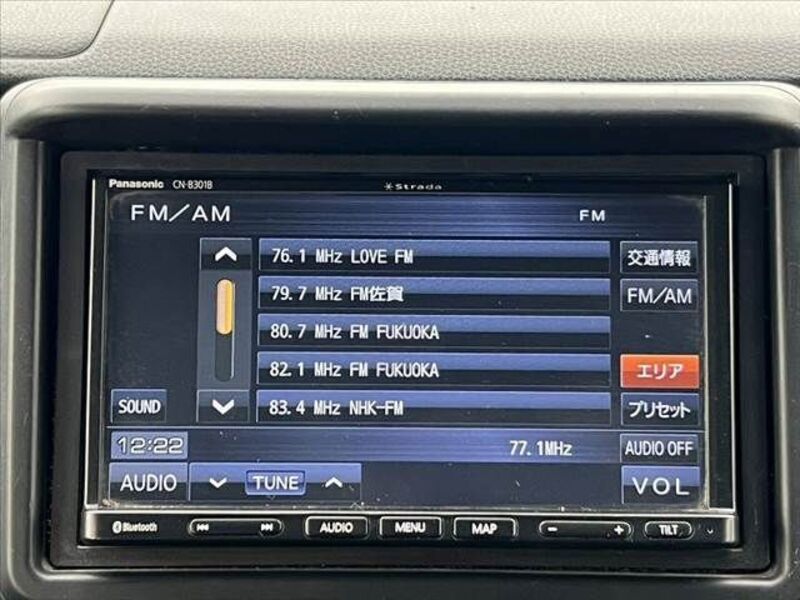 Panasonic CN-B301B
Strada
FM／AM FM
76.1 MHz LOVE FM
79.7 MHz FM佐賀
80.7 MHz FM FUKUOKA
82.1 MHz FM FUKUOKA
83.4 MHz NHK-FM
交通情報
FM/AM
エリア
プリセット
SOUND
12:22 77.1MHz AUDIO OFF
AUDIO TUNE VOL
Bluetooth AUDIO MENU MAP - + TILT